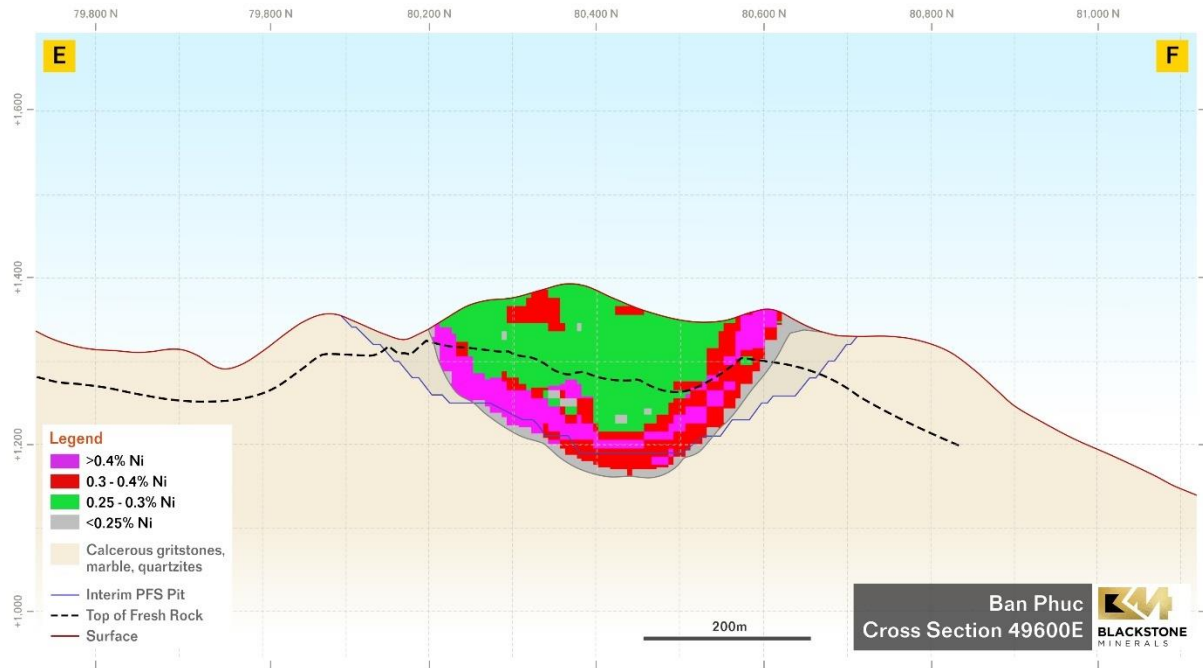 79.800 N
79,800 N
80,200 N
80,400 N
80,600 N
80,800 N
81,000 N
E
F
+1,600
+1,400
+1,200
+1,000
Legend
>0.4% Ni
0.3 - 0.4% Ni
0.25 - 0.3% Ni
<0.25% Ni
Calcerous gritstones,
marble, quartzites
Interim PFS Pit
Top of Fresh Rock
Surface
200m
Ban Phuc
Cross Section 49600E
BLACKSTONE
MINERALS